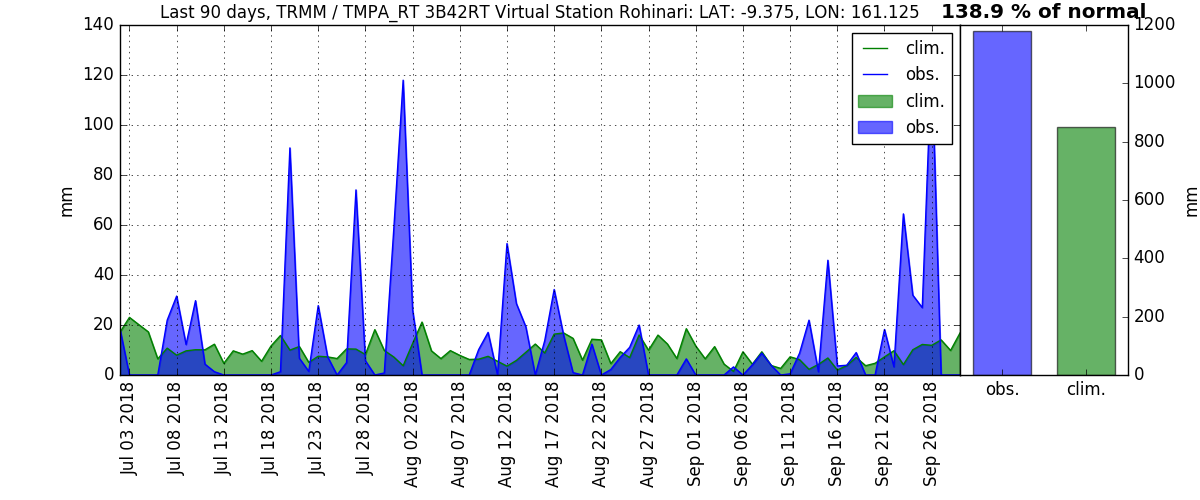 Last 90 days, TRMM / TMPA_RT 3B42RT Virtual Station Rohinari: LAT: -9.375, LON: 161.125
138.9 % of normal
140
120
100
80
60
40
20
0
mm
clim.
obs.
clim.
obs.
1200
1000
800
600
400
200
0
mm
obs.
clim.
Jul 03 2018
Jul 08 2018
Jul 13 2018
Jul 18 2018
Jul 23 2018
Jul 28 2018
Aug 02 2018
Aug 07 2018
Aug 12 2018
Aug 17 2018
Aug 22 2018
Aug 27 2018
Sep 01 2018
Sep 06 2018
Sep 11 2018
Sep 16 2018
Sep 21 2018
Sep 26 2018